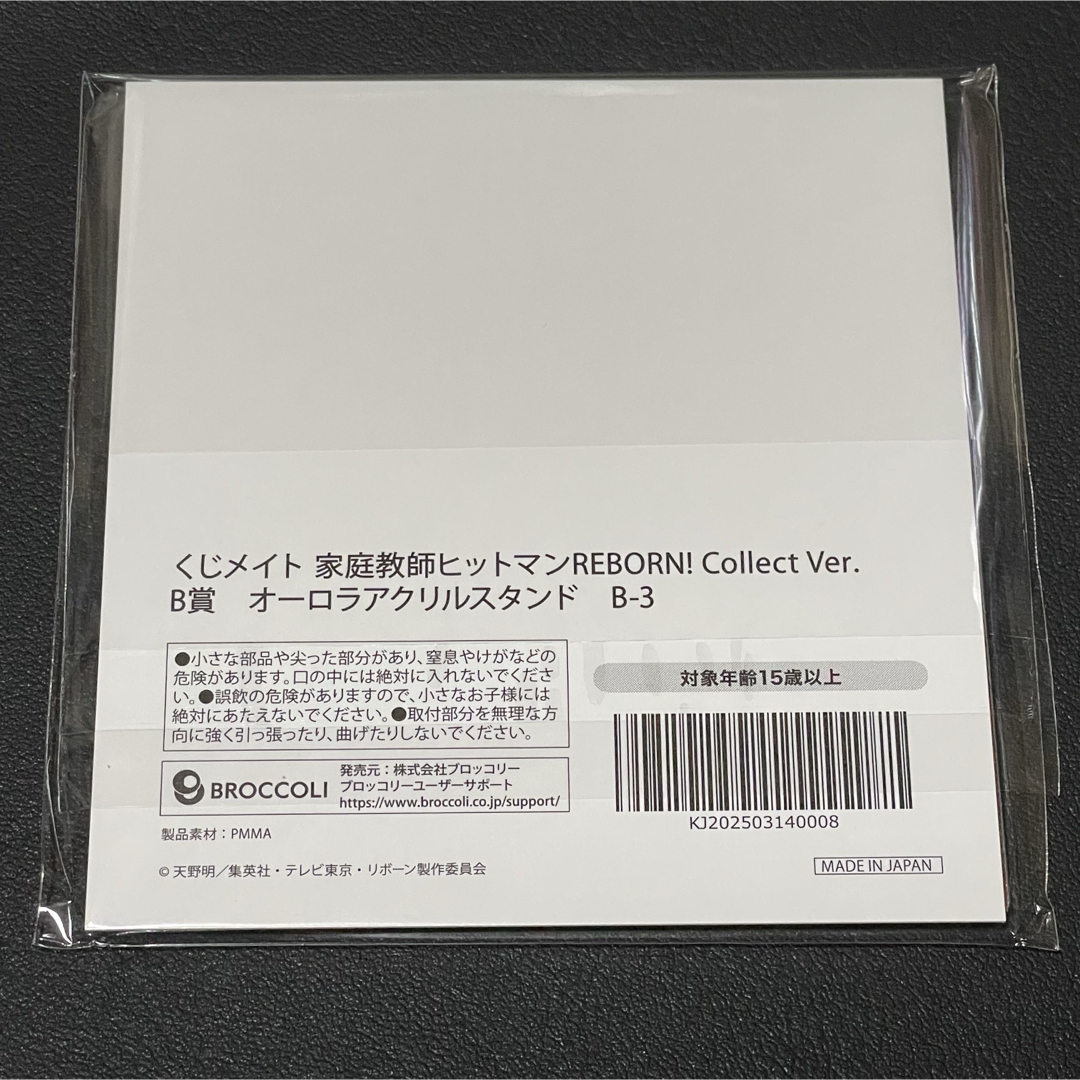 くじメイト 家庭教師ヒットマンREBORN! Collect Ver.
B賞　オーロラアクリルスタンド　B-3
●小さな部品や尖った部分があり、窒息やけがなどの
危険があります。口の中には絶対に入れないでくださ
い。●誤飲の危険がありますので、小さなお子様には
絶対にあたえないでください。●取付部分を無理な方
向に強く引っ張ったり、曲げたりしないでください。
対象年齢15歳以上
BROCCOLI
発売元：株式会社ブロッコリー
ブロッコリーユーザーサポート
https://www.broccoli.co.jp/support/
KJ202503140008
製品素材：PMMA
© 天野明／集英社・テレビ東京・リボーン製作委員会
MADE IN JAPAN